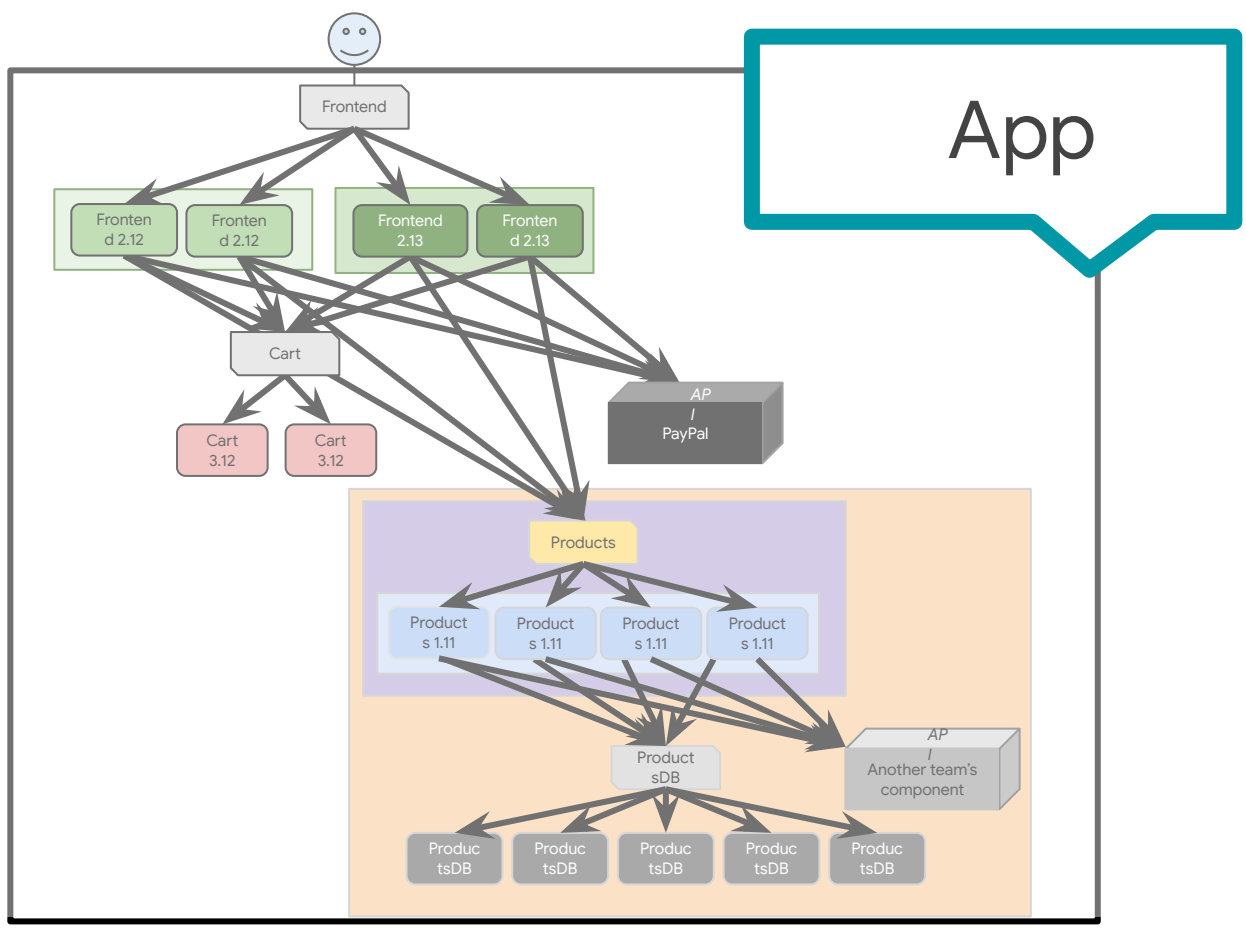 App
Frontend
Fronten
d 2.12
Fronten
d 2.12
Frontend
2.13
Fronten
d 2.13
Cart
Cart
3.12
Cart
3.12
AP
I
PayPal
Products
Product
s 1.11
Product
s 1.11
Product
s 1.11
Product
s 1.11
Product
sDB
AP
I
Another team's
component
Produc
tsDB
Produc
tsDB
Produc
tsDB
Produc
tsDB
Produc
tsDB